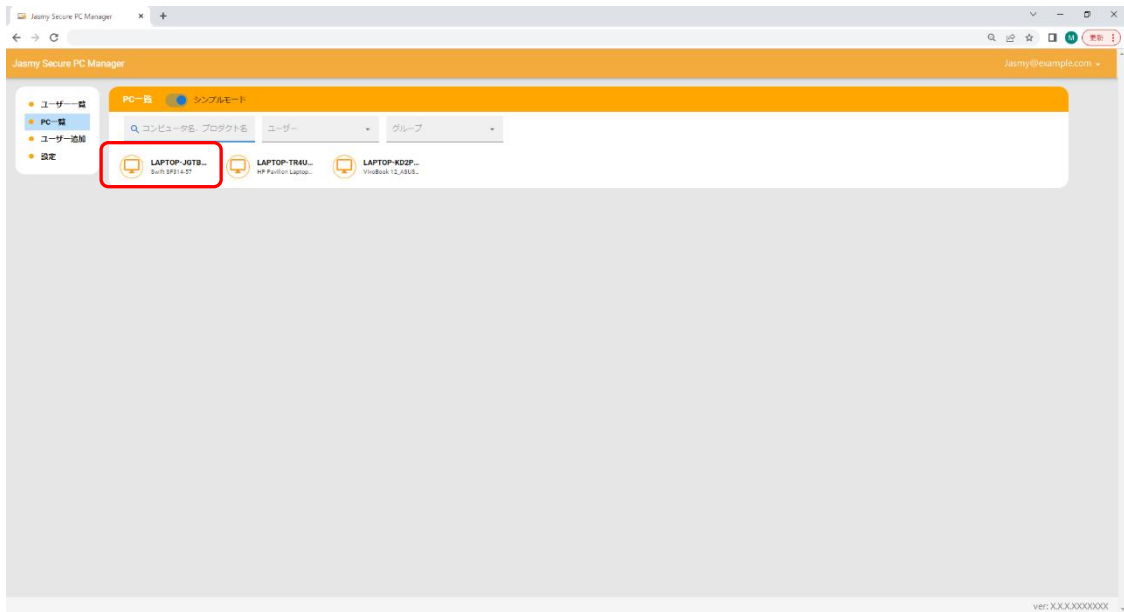 Jasmy Secure PC Manager
更新
Jasmy Secure PC Manager
Jasmy@example.com
ユーザー一覧
PC一覧
ユーザー追加
設定
PC一覧 シンプルモード
コンピュータ名, プロダクト名 ユーザー グループ
LAPTOP-JGTB... LAPTOP-TR4U... LAPTOP-KD2P...
Swift SF314-57 HP Pavilion Laptop... VivoBook 12_ASUS...
M
ver: X.X.X.XXXXXXX